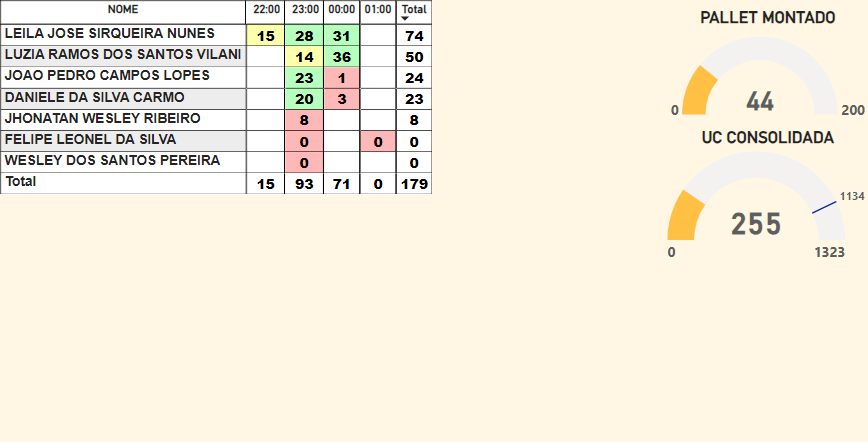 NOME 22:00 23:00 00:00 01:00 Total
LEILA JOSE SIRQUEIRA NUNES 15 28 31 74
LUZIA RAMOS DOS SANTOS VILANI 14 36 50
JOAO PEDRO CAMPOS LOPES 23 1 24
DANIELE DA SILVA CARMO 20 3 23
JHONATAN WESLEY RIBEIRO 8 8
FELIPE LEONEL DA SILVA 0 0 0
WESLEY DOS SANTOS PEREIRA 0 0
Total 15 93 71 0 179
PALLET MONTADO
44
0 200
UC CONSOLIDADA
1134
255
0 1323